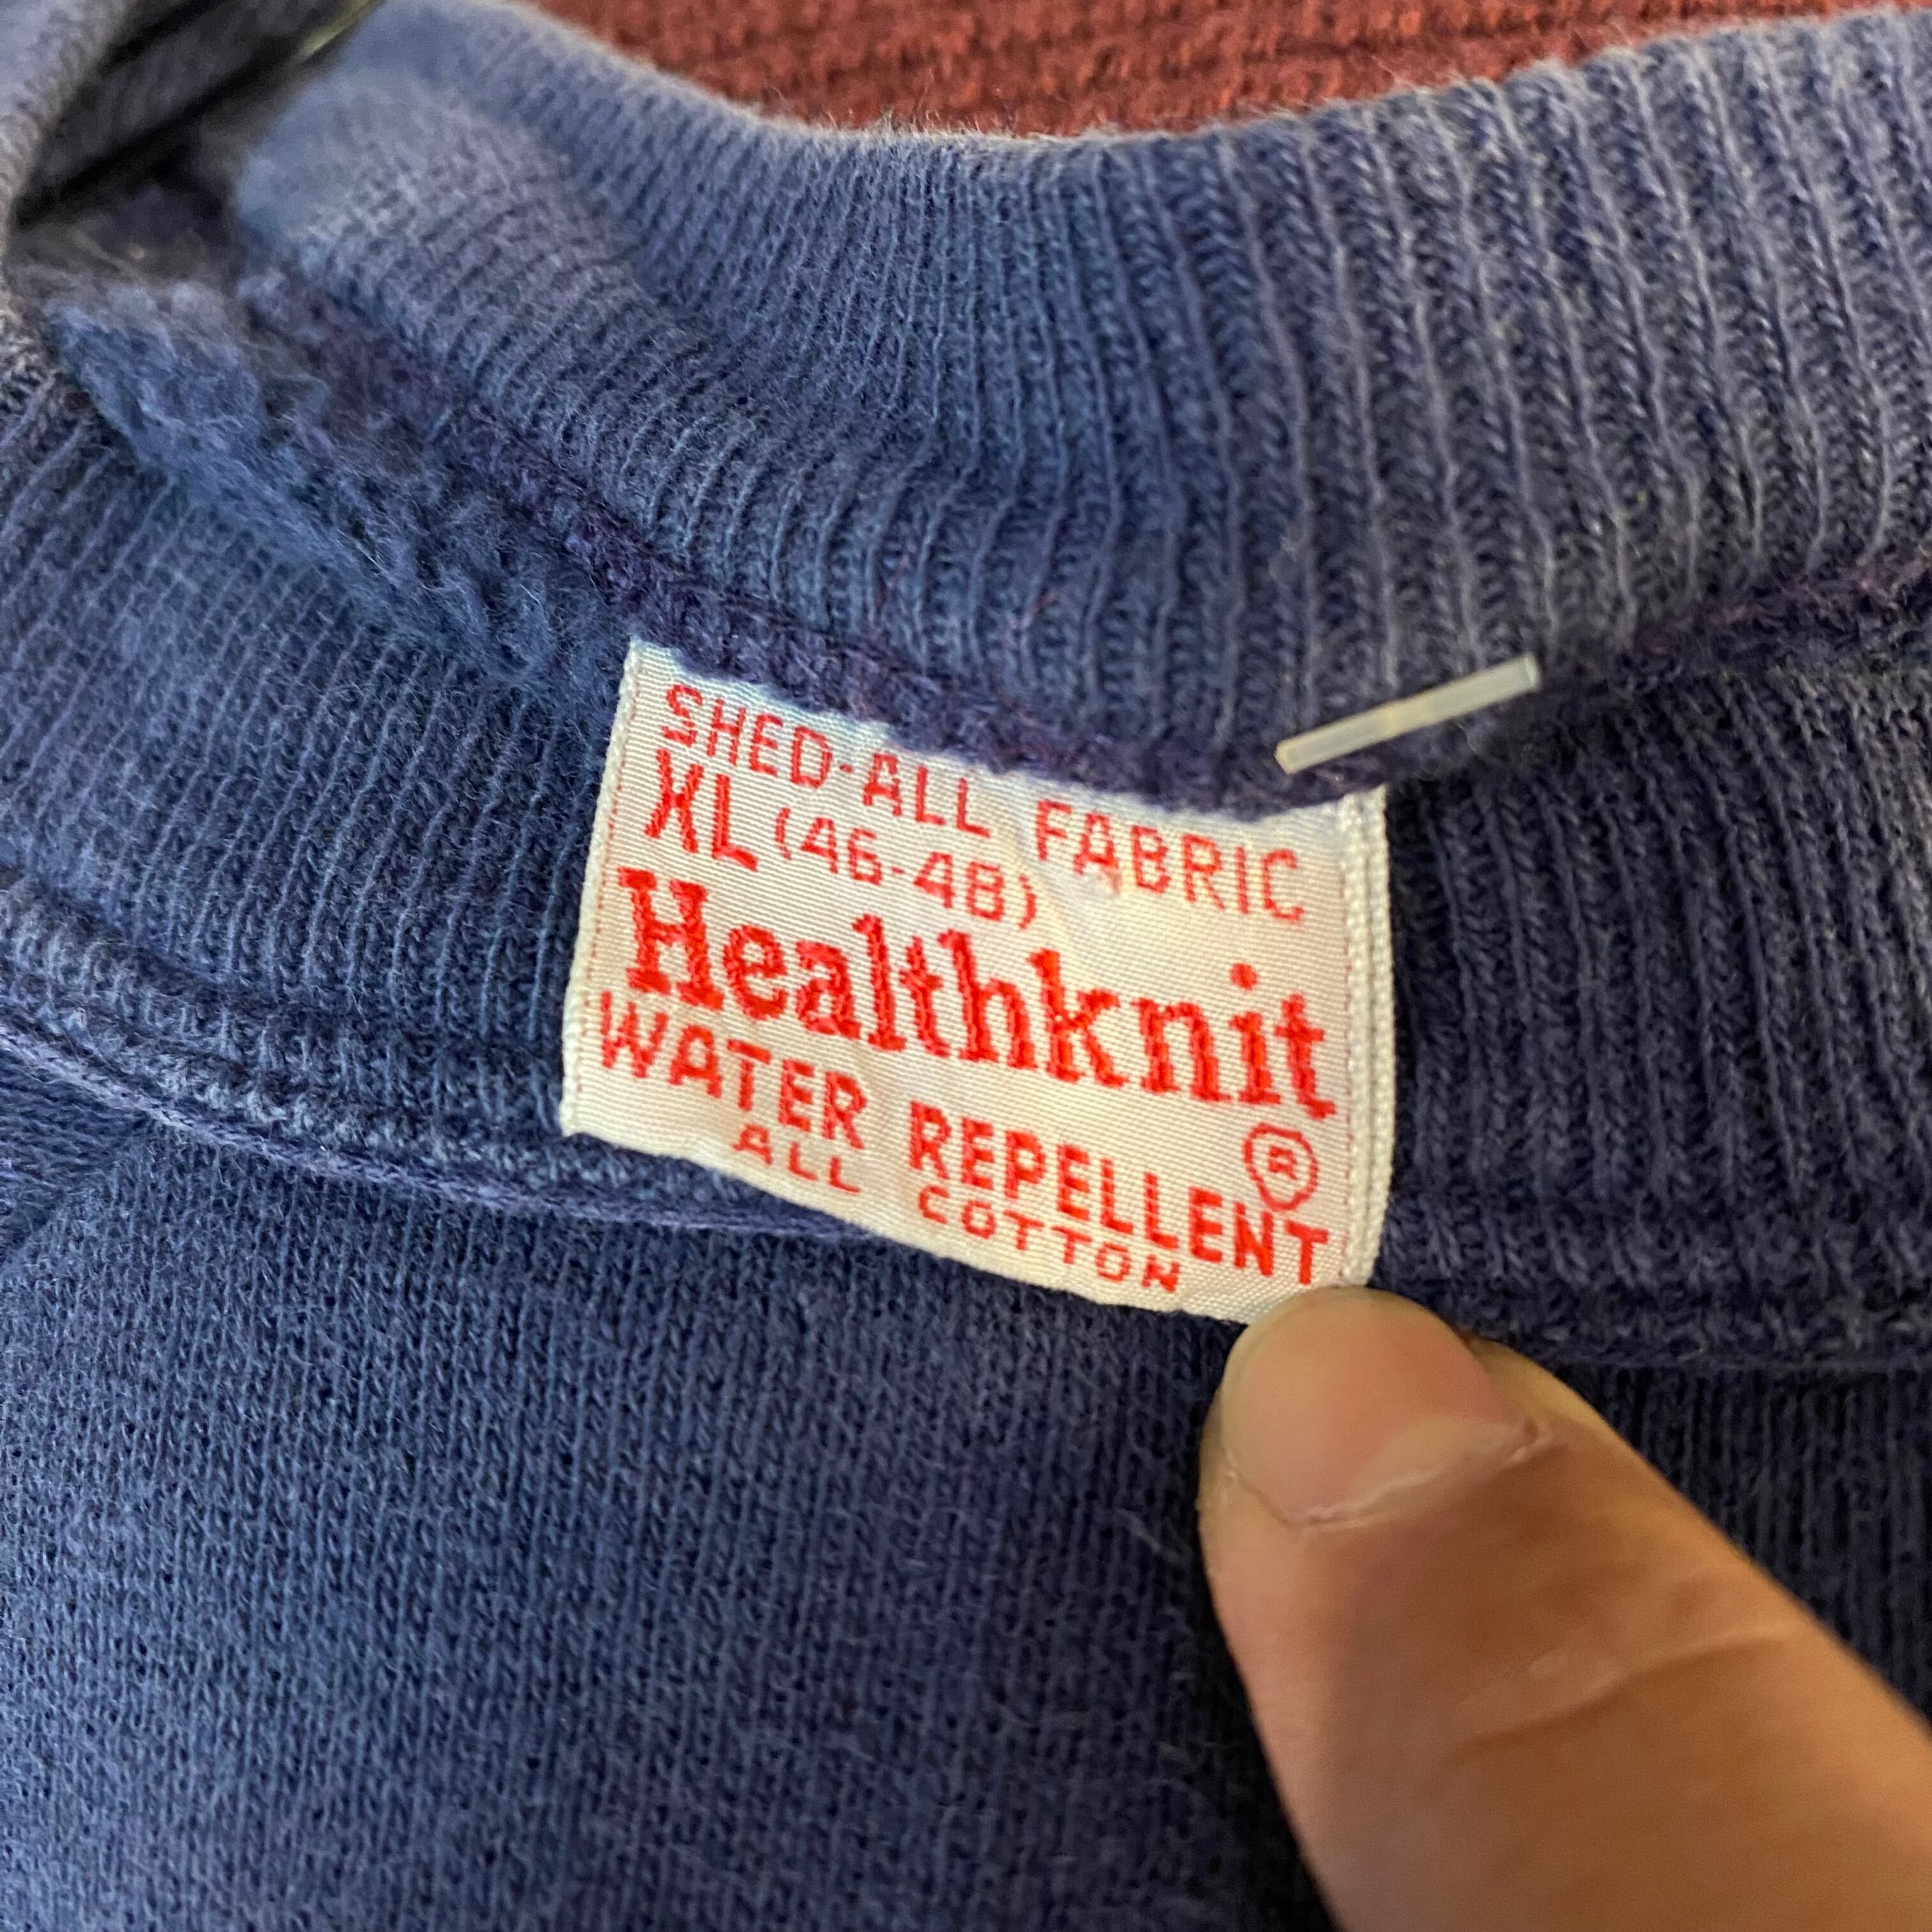 SHED-ALL FABRIC
XL (46-48)
Healthknit
®
WATER REPELLENT
ALL COTTON